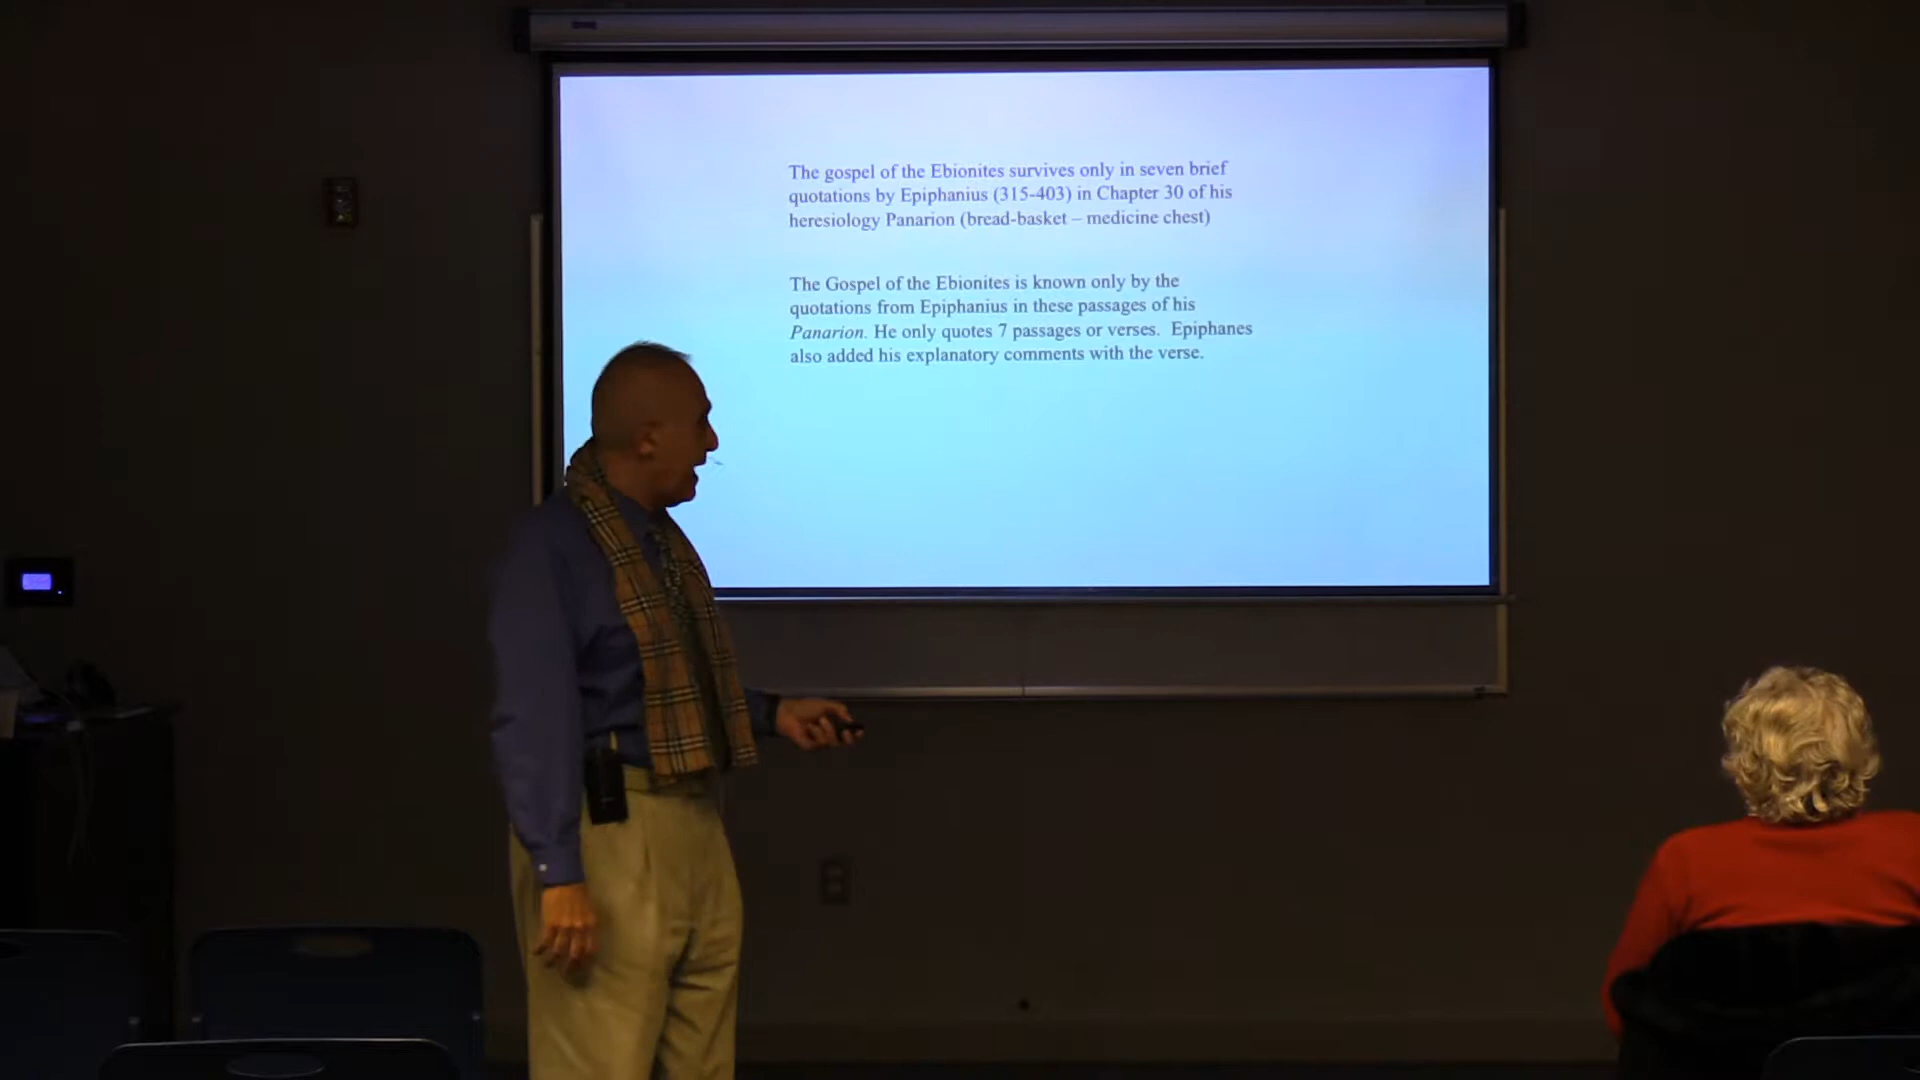 The gospel of the Ebionites survives only in seven brief
quotations by Epiphanius (315-403) in Chapter 30 of his
heresiology Panarion (bread-basket – medicine chest)
The Gospel of the Ebionites is known only by the
quotations from Epiphanius in these passages of his
Panarion. He only quotes 7 passages or verses. Epiphanes
also added his explanatory comments with the verse.